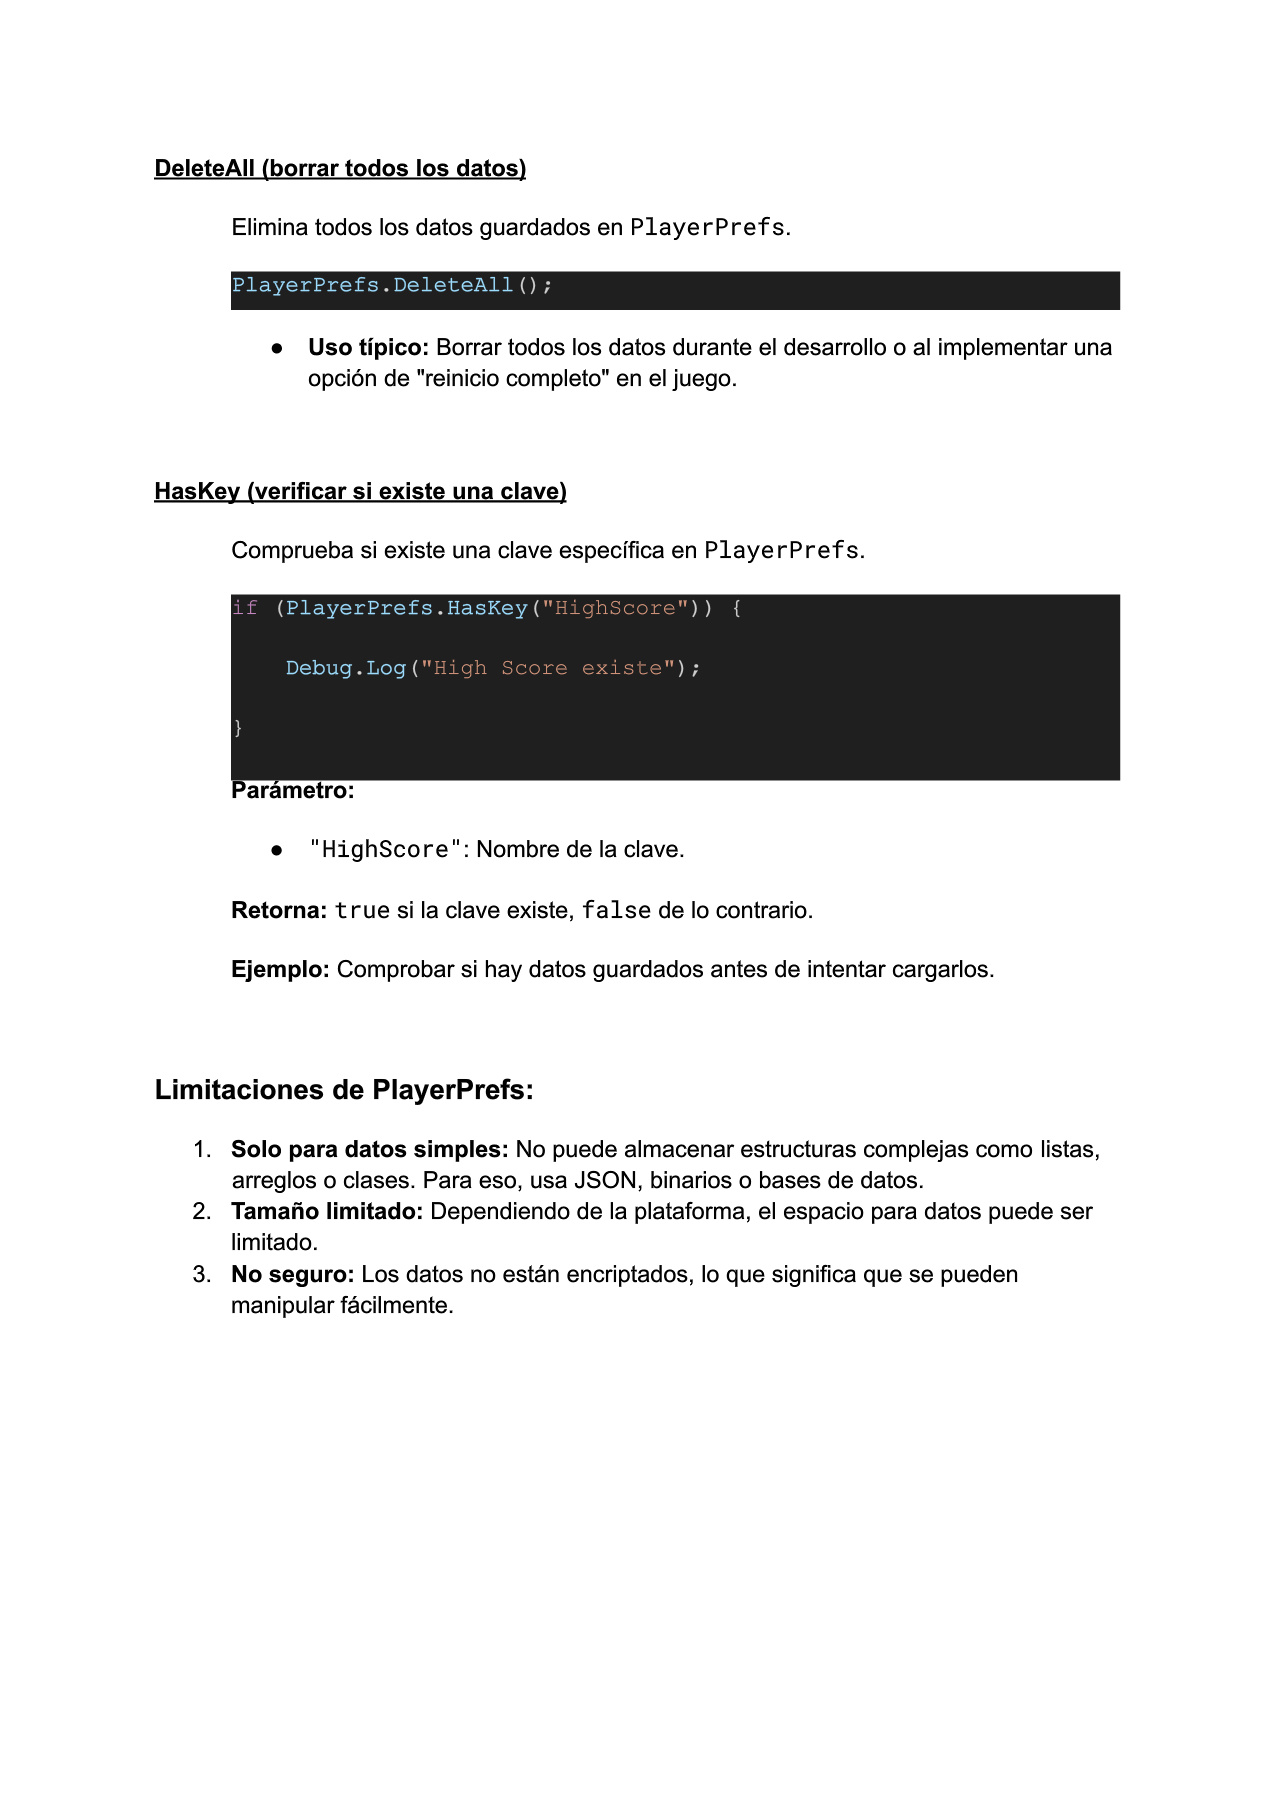 DeleteAll (borrar todos los datos)
Elimina todos los datos guardados en PlayerPrefs.
PlayerPrefs.DeleteAll();
● Uso típico: Borrar todos los datos durante el desarrollo o al implementar una
opción de "reinicio completo" en el juego.
HasKey (verificar si existe una clave)
Comprueba si existe una clave específica en PlayerPrefs.
if (PlayerPrefs.HasKey("HighScore")) {
    Debug.Log("High Score existe");
}
Parámetro:
● "HighScore": Nombre de la clave.
Retorna: true si la clave existe, false de lo contrario.
Ejemplo: Comprobar si hay datos guardados antes de intentar cargarlos.
Limitaciones de PlayerPrefs:
1. Solo para datos simples: No puede almacenar estructuras complejas como listas,
arreglos o clases. Para eso, usa JSON, binarios o bases de datos.
2. Tamaño limitado: Dependiendo de la plataforma, el espacio para datos puede ser
limitado.
3. No seguro: Los datos no están encriptados, lo que significa que se pueden
manipular fácilmente.